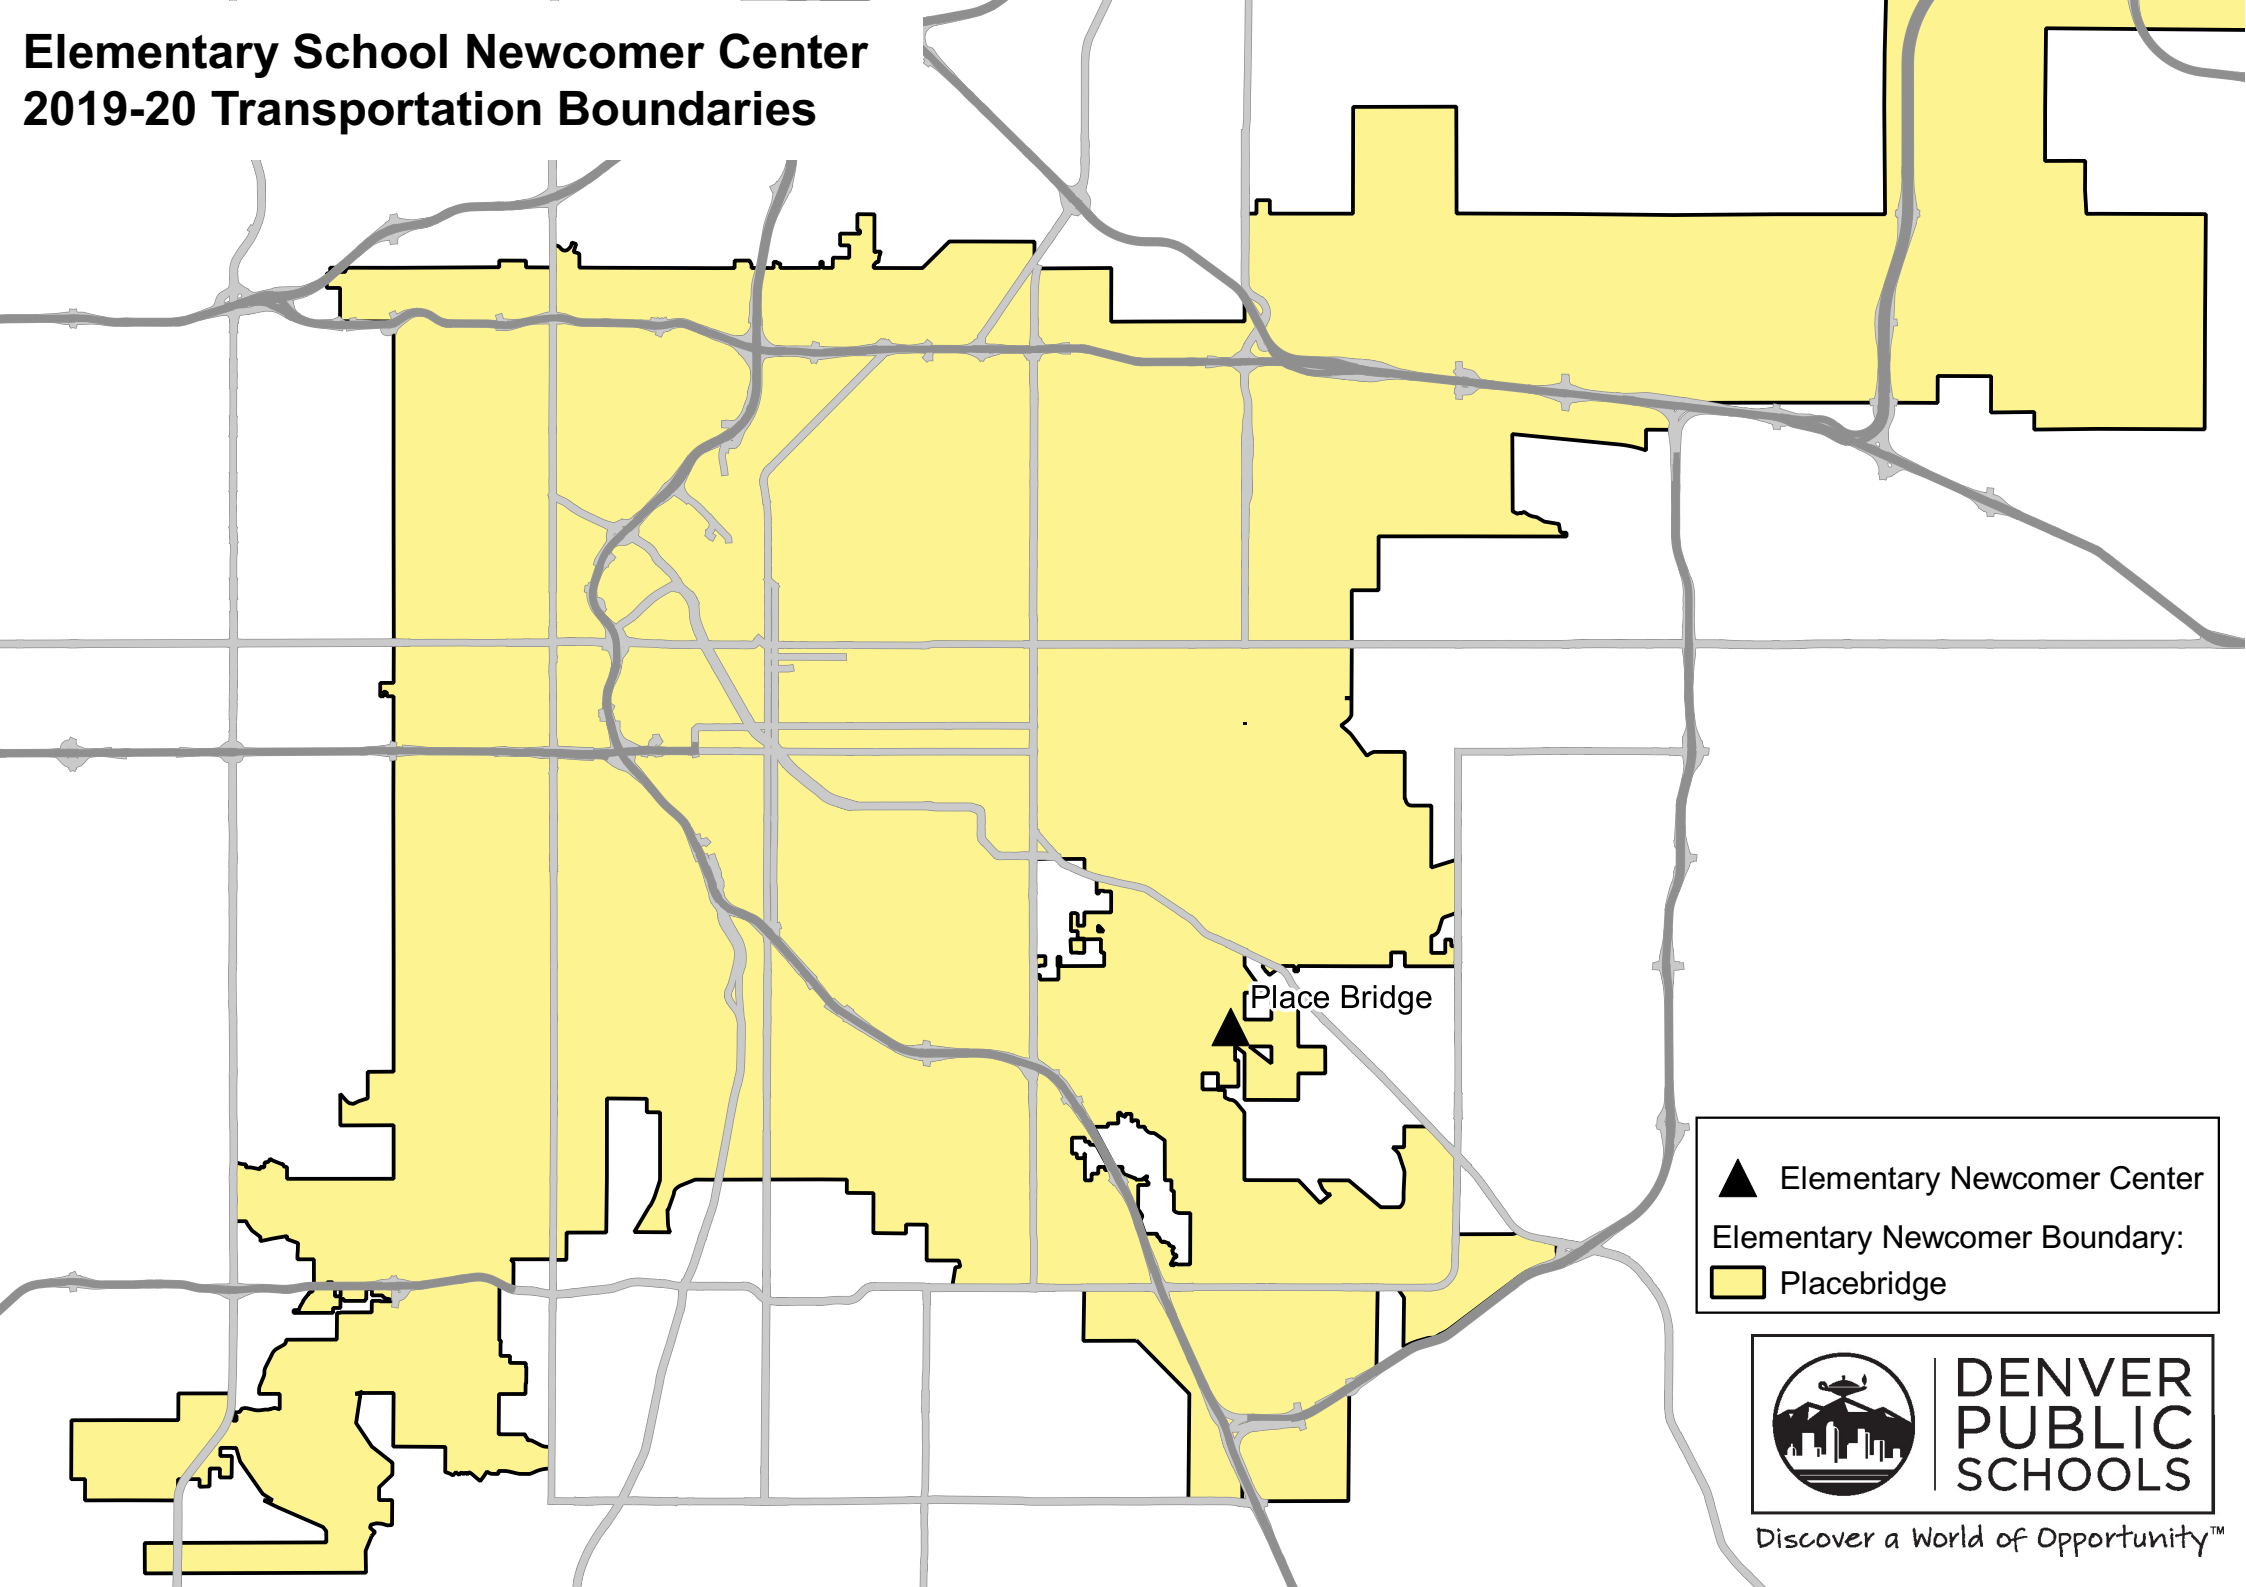 Elementary School Newcomer Center
2019-20 Transportation Boundaries
Place Bridge
Elementary Newcomer Center
Elementary Newcomer Boundary:
Placebridge
DENVER
PUBLIC
SCHOOLS
Discover a World of Opportunity™